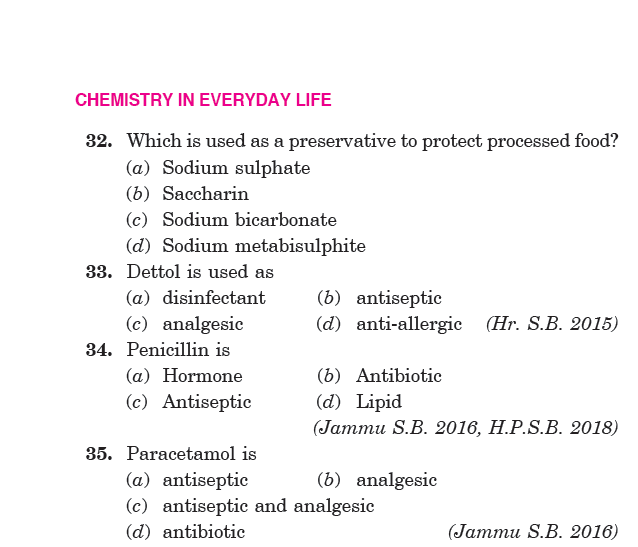 CHEMISTRY IN EVERYDAY LIFE
32. Which is used as a preservative to protect processed food?
(a) Sodium sulphate
(b) Saccharin
(c) Sodium bicarbonate
(d) Sodium metabisulphite
33. Dettol is used as
(a) disinfectant (b) antiseptic
(c) analgesic (d) anti-allergic (Hr. S.B. 2015)
34. Penicillin is
(a) Hormone (b) Antibiotic
(c) Antiseptic (d) Lipid
(Jammu S.B. 2016, H.P.S.B. 2018)
35. Paracetamol is
(a) antiseptic (b) analgesic
(c) antiseptic and analgesic
(d) antibiotic (Jammu S.B. 2016)